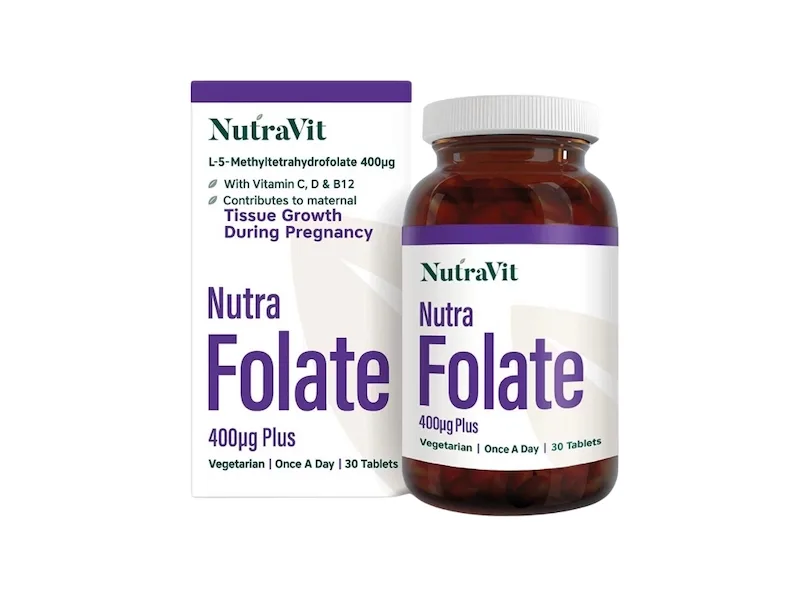 NutraVit
L-5-Methyltetrahydrofolate 400µg
With Vitamin C, D & B12
Contributes to maternal
Tissue Growth
During Pregnancy
Nutra
Folate
400µg Plus
Vegetarian | Once A Day | 30 Tablets
NutraVit
Nutra
Folate
400µg Plus
Vegetarian | Once A Day | 30 Tablets